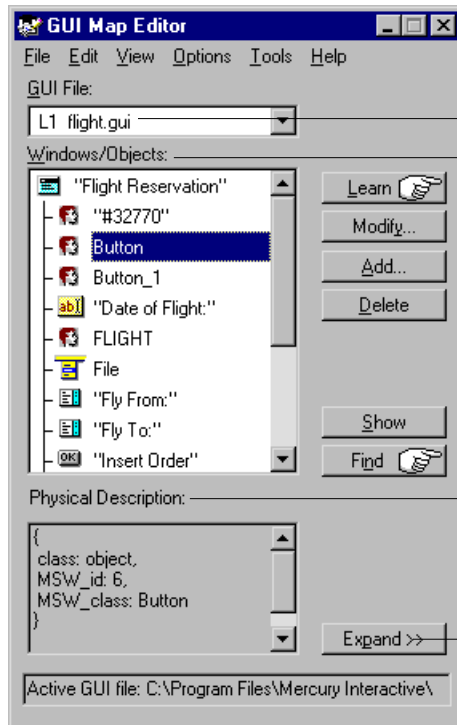 GUI Map Editor
File Edit View Options Tools Help
GUI File:
L1 flight.gui
Windows/Objects:
"Flight Reservation"
"#32770"
Button
Button_1
"Date of Flight:"
FLIGHT
File
"Fly From:"
"Fly To:"
"Insert Order"
Learn
Modify...
Add...
Delete
Show
Find
Physical Description:
{
class: object,
MSW_id: 6,
MSW_class: Button
}
Expand >>
Active GUI file: C:\Program Files\Mercury Interactive\